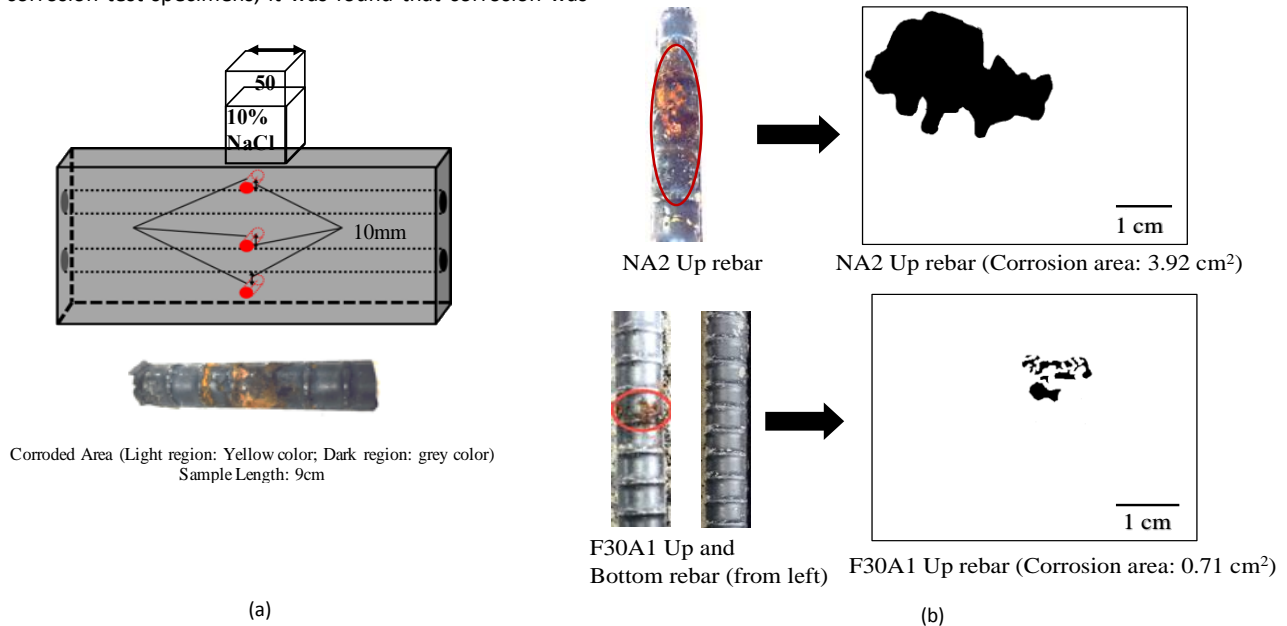 corrosion test specimens, it was found that corrosion was
50
10%
NaCl
10mm
Corroded Area (Light region: Yellow color; Dark region: grey color)
Sample Length: 9cm
(a)
1 cm
NA2 Up rebar
NA2 Up rebar (Corrosion area: 3.92 cm²)
1 cm
F30A1 Up and
Bottom rebar (from left)
F30A1 Up rebar (Corrosion area: 0.71 cm²)
(b)